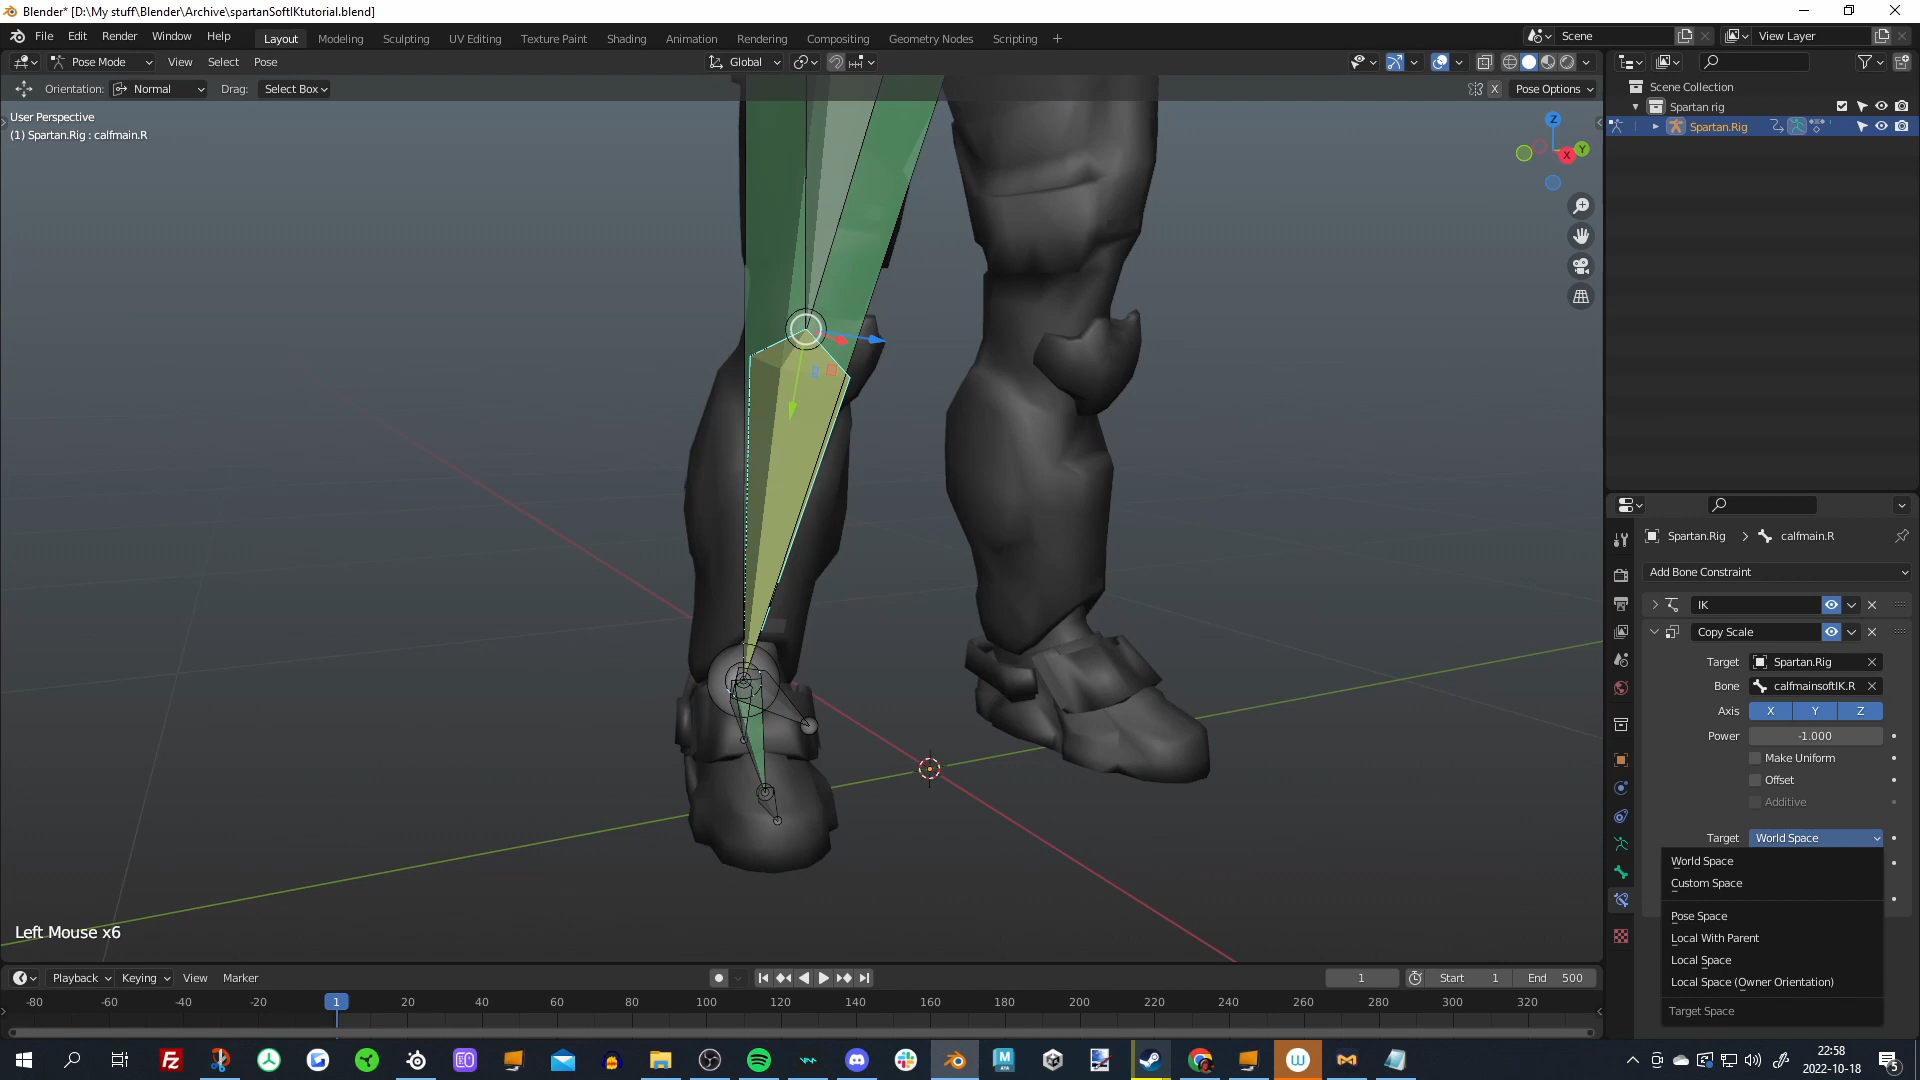 Blender* [D:\My stuff\Blender\Archive\spartanSoftIKtutorial.blend]
File Edit Render Window Help Layout Modeling Sculpting UV Editing Texture Paint Shading Animation Rendering Compositing Geometry Nodes Scripting +
Scene
View Layer
Pose Mode View Select Pose Global
Orientation: Normal Drag: Select Box
X Pose Options
User Perspective
(1) Spartan.Rig : calfmain.R
Z
Y
X
Scene Collection
Spartan rig
Spartan.Rig
Spartan.Rig > calfmain.R
Add Bone Constraint
IK
Copy Scale
Target Spartan.Rig
Bone calfmainsoftIK.R
Axis X Y Z
Power -1.000
Make Uniform
Offset
Additive
Target World Space
World Space
Custom Space
Pose Space
Local With Parent
Local Space
Local Space (Owner Orientation)
Target Space
Left Mouse x6
Playback Keying View Marker
1 Start 1 End 500
-80 -60 -40 -20 1 20 40 60 80 100 120 140 160 180 200 220 240 260 280 300 320
22:58
2022-10-18
5